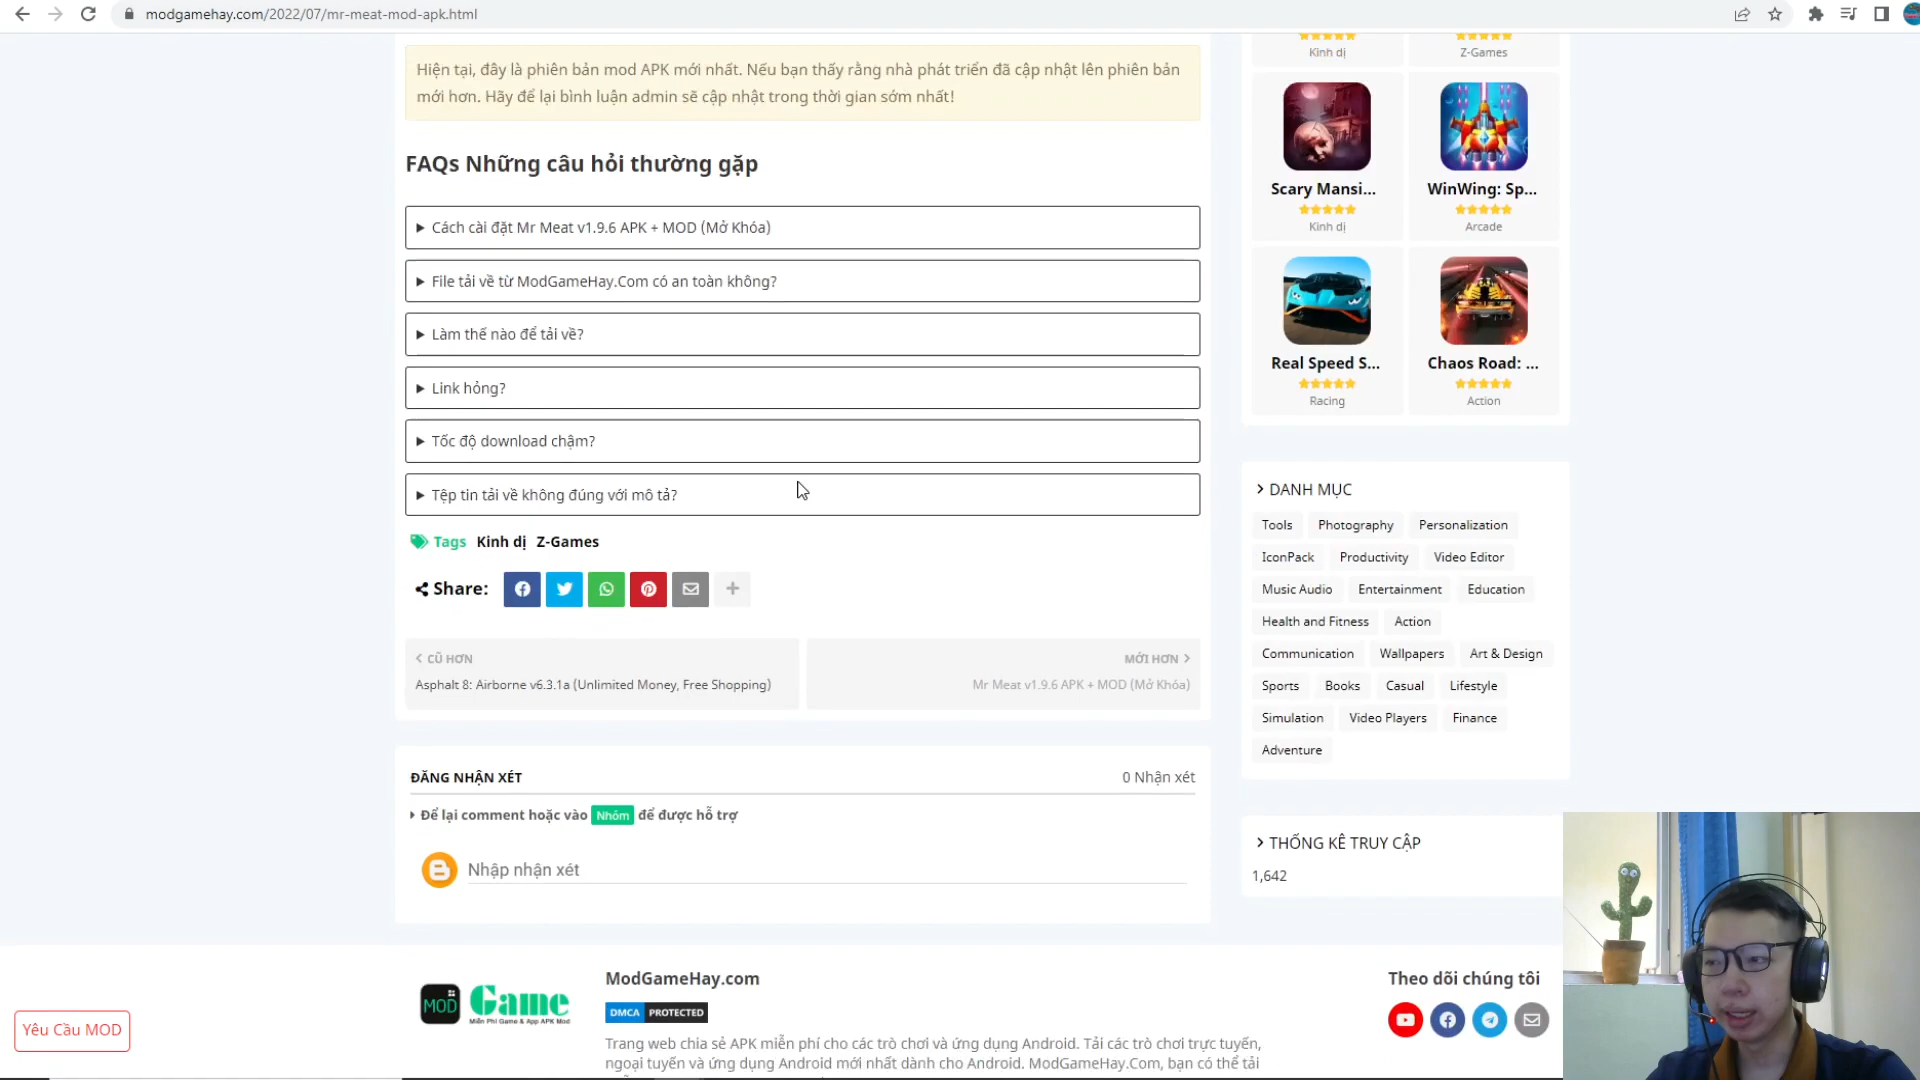 modgamehay.com/2022/07/mr-meat-mod-apk.html
Hiện tại, đây là phiên bản mod APK mới nhất. Nếu bạn thấy rằng nhà phát triển đã cập nhật lên phiên bản
mới hơn. Hãy để lại bình luận admin sẽ cập nhật trong thời gian sớm nhất!
FAQs Những câu hỏi thường gặp
▶ Cách cài đặt Mr Meat v1.9.6 APK + MOD (Mở Khóa)
▶ File tải về từ ModGameHay.Com có an toàn không?
▶ Làm thế nào để tải về?
▶ Link hỏng?
▶ Tốc độ download chậm?
▶ Tệp tin tải về không đúng với mô tả?
Tags Kinh dị Z-Games
Share:
CŨ HƠN
Asphalt 8: Airborne v6.3.1a (Unlimited Money, Free Shopping)
MỚI HƠN
Mr Meat v1.9.6 APK + MOD (Mở Khóa)
ĐĂNG NHẬN XÉT
0 Nhận xét
Để lại comment hoặc vào Nhóm để được hỗ trợ
Nhập nhận xét
Kinh dị
Z-Games
Scary Mansi...
Kinh dị
WinWing: Sp...
Arcade
Real Speed S...
Racing
Chaos Road: ...
Action
DANH MỤC
Tools Photography Personalization
IconPack Productivity Video Editor
Music Audio Entertainment Education
Health and Fitness Action
Communication Wallpapers Art & Design
Sports Books Casual Lifestyle
Simulation Video Players Finance
Adventure
THỐNG KÊ TRUY CẬP
1,642
Yêu Cầu MOD
MOD Game
Miễn Phí Game & App APK Mod
ModGameHay.com
DMCA PROTECTED
Trang web chia sẻ APK miễn phí cho các trò chơi và ứng dụng Android. Tải các trò chơi trực tuyến,
ngoại tuyến và ứng dụng Android mới nhất dành cho Android. ModGameHay.Com, bạn có thể tải
Theo dõi chúng tôi